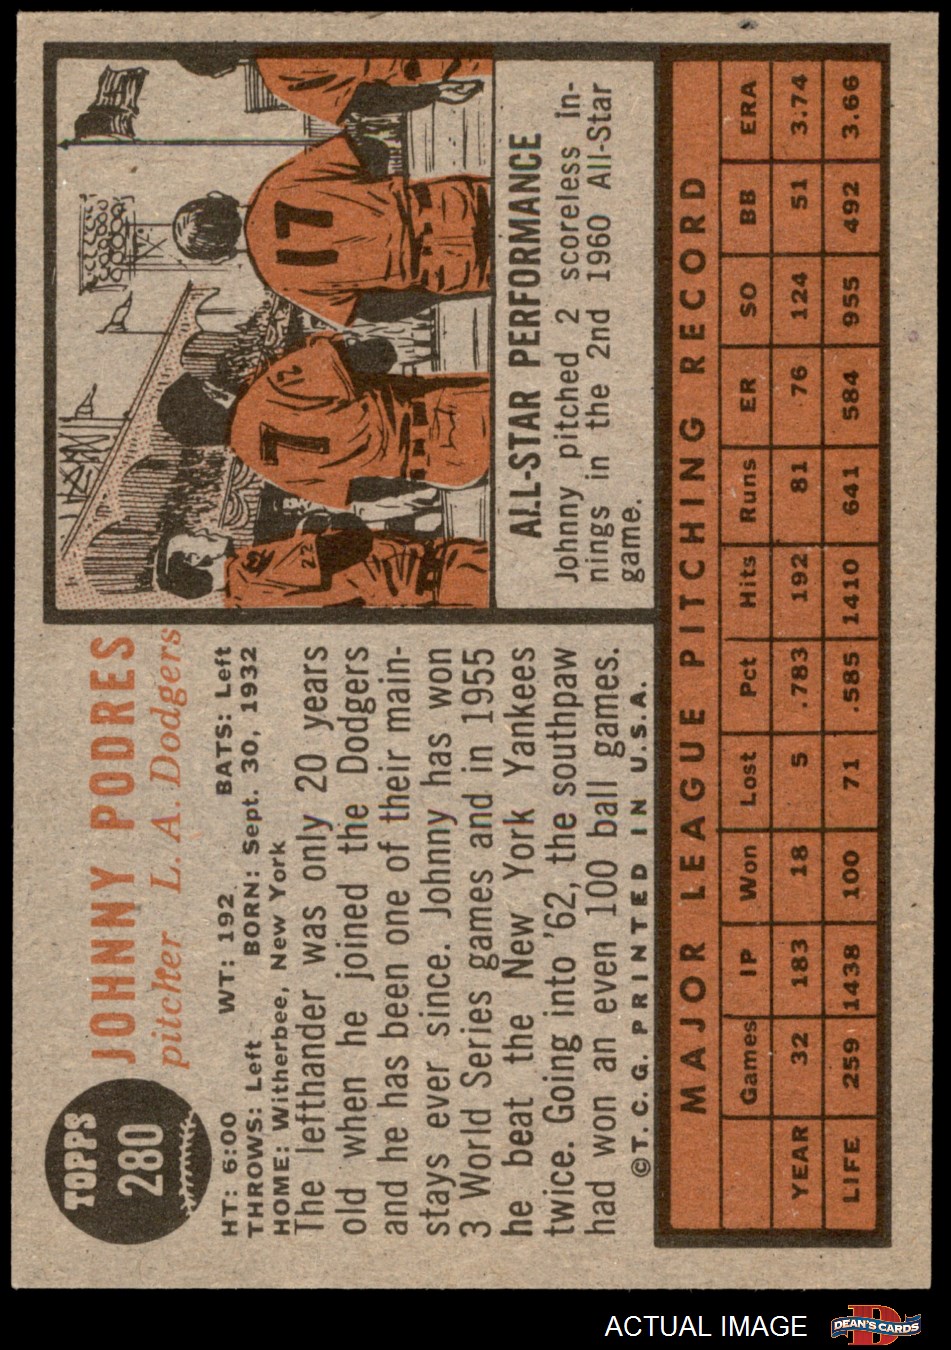 TOPPS
280
JOHNNY PODRES
pitcher L. A. Dodgers
HT: 6:00 WT: 192 BATS: Left
THROWS: Left BORN: Sept. 30, 1932
HOME: Witherbee, New York
The lefthander was only 20 years
old when he joined the Dodgers
and he has been one of their main-
stays ever since. Johnny has won
3 World Series games and in 1955
he beat the New York Yankees
twice. Going into '62, the southpaw
had won an even 100 ball games.
©T. C. G. PRINTED IN U.S.A.
7
17
22
12
ALL-STAR PERFORMANCE
Johnny pitched 2 scoreless in-
nings in the 2nd 1960 All-Star
game.
MAJOR LEAGUE PITCHING RECORD
Games IP Won Lost Pct Hits Runs ER SO BB ERA
YEAR 32 183 18 5 .783 192 81 76 124 51 3.74
LIFE 259 1438 100 71 .585 1410 641 584 955 492 3.66
ACTUAL IMAGE
D
DEAN'S CARDS